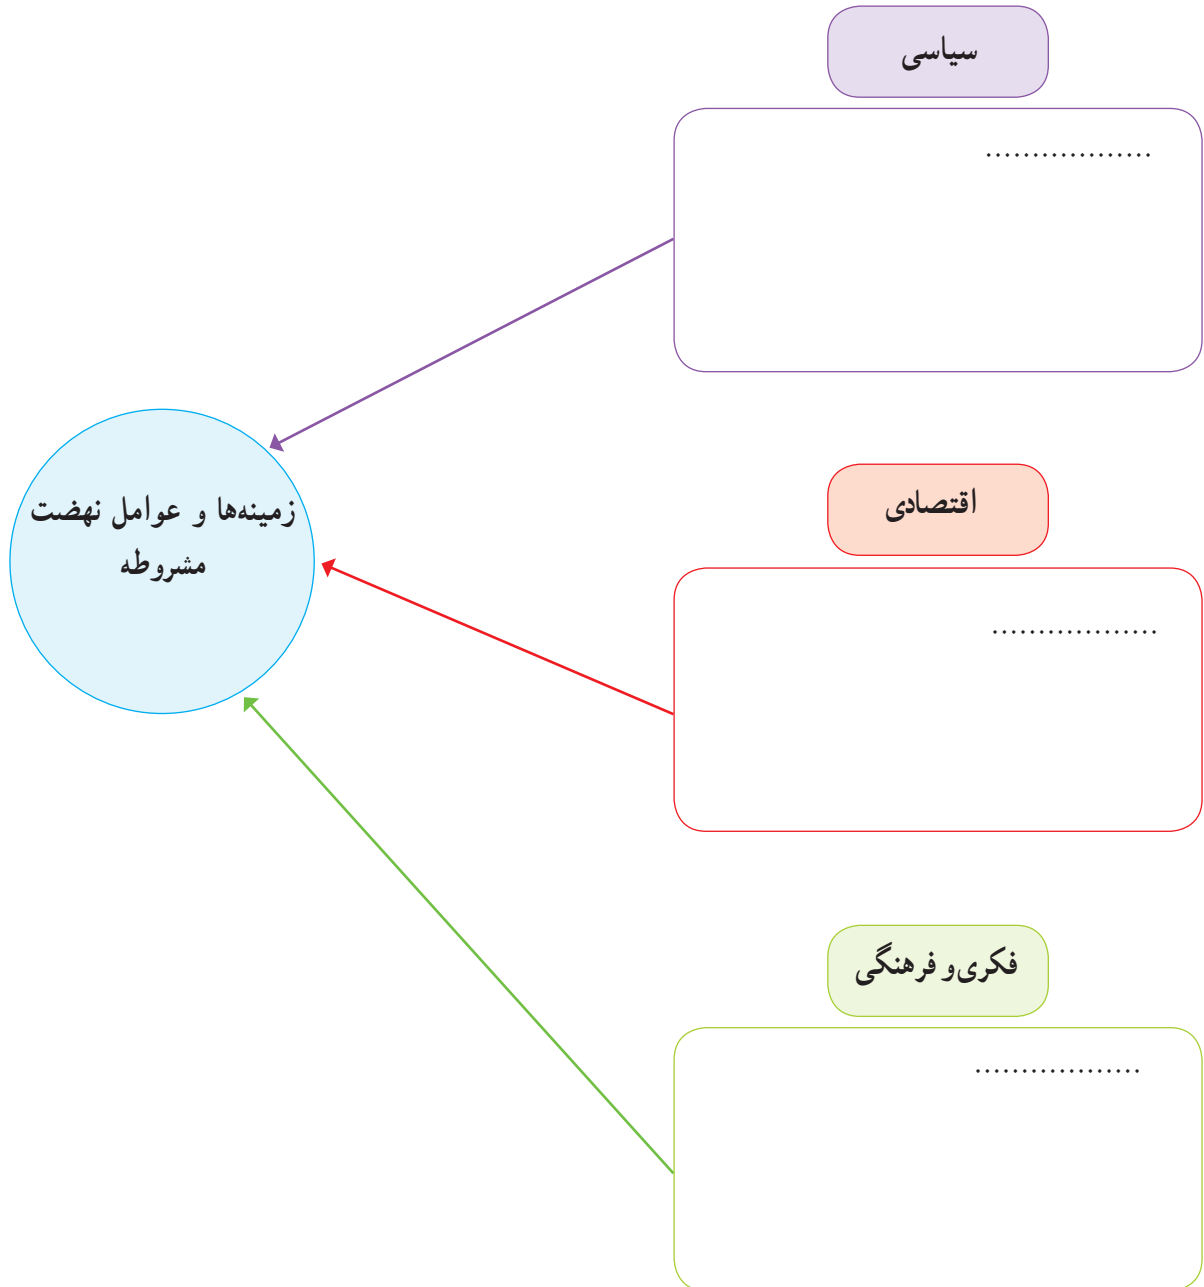 سیاسی
..................
زمینه‌ها و عوامل نهضت
مشروطه
اقتصادی
..................
فکری و فرهنگی
..................